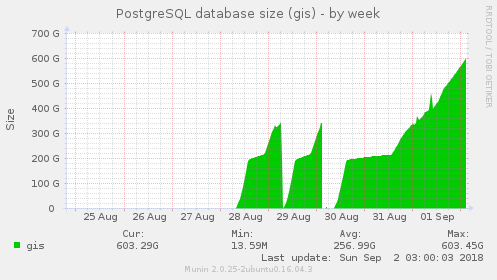 PostgreSQL database size (gis) - by week
RRDTOOL / TOBI OETIKER
Size
700 G
600 G
500 G
400 G
300 G
200 G
100 G
0
25 Aug 26 Aug 27 Aug 28 Aug 29 Aug 30 Aug 31 Aug 01 Sep
Cur: Min: Avg: Max:
gis 603.29G 13.59M 256.99G 603.45G
Last update: Sun Sep 2 03:00:03 2018
Munin 2.0.25-2ubuntu0.16.04.3